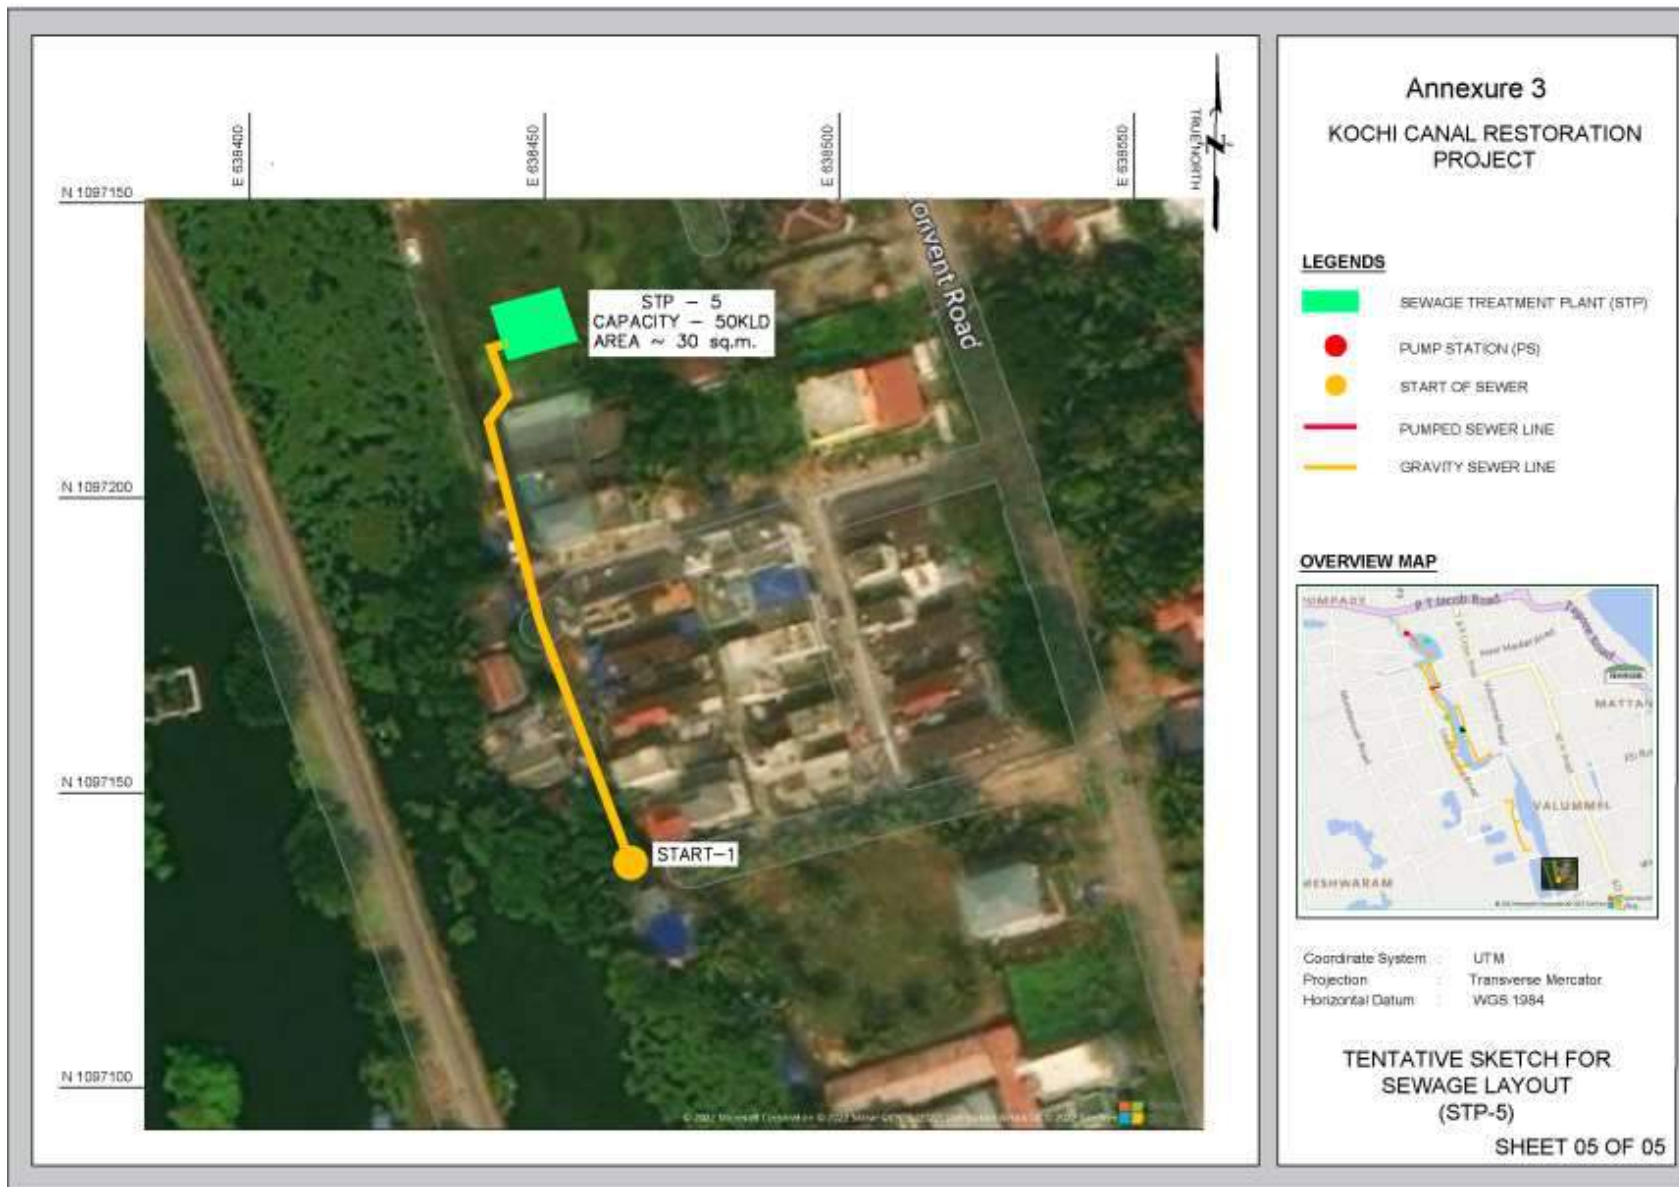 E 638400
E 638450
E 638500
E 638550
TRUE NORTH
N 1097150
N 1097200
N 1097150
N 1097100
Convent Road
STP - 5
CAPACITY - 50KLD
AREA ~ 30 sq.m.
START-1
Annexure 3
KOCHI CANAL RESTORATION
PROJECT
LEGENDS
SEWAGE TREATMENT PLANT (STP)
PUMP STATION (PS)
START OF SEWER
PUMPED SEWER LINE
GRAVITY SEWER LINE
OVERVIEW MAP
P T Jacob Road
MATTAN
VALUMMEL
MESHWARAM
Coordinate System : UTM
Projection : Transverse Mercator
Horizontal Datum : WGS 1984
TENTATIVE SKETCH FOR
SEWAGE LAYOUT
(STP-5)
SHEET 05 OF 05